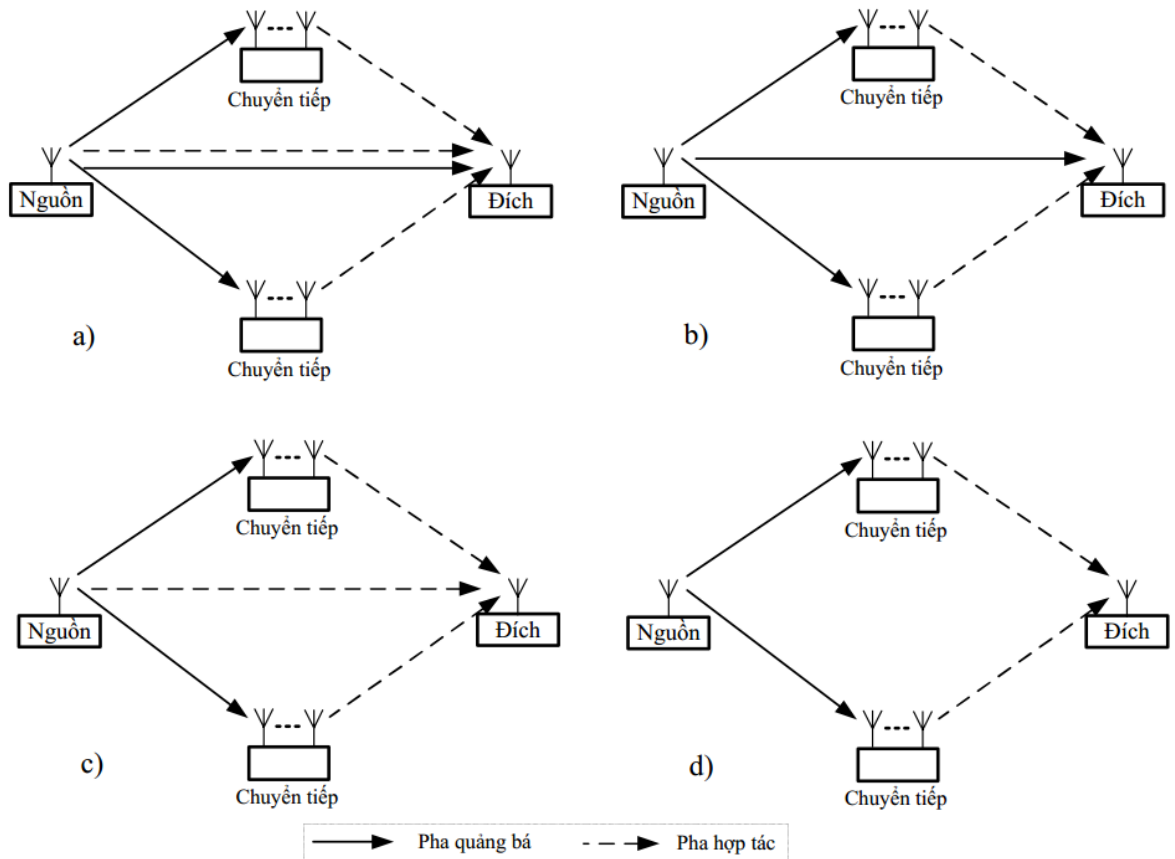 Chuyển tiếp
Nguồn
Đích
Chuyển tiếp
a)
Chuyển tiếp
Nguồn
Đích
Chuyển tiếp
b)
Chuyển tiếp
Nguồn
Đích
Chuyển tiếp
c)
Chuyển tiếp
Nguồn
Đích
Chuyển tiếp
d)
Pha quảng bá
Pha hợp tác